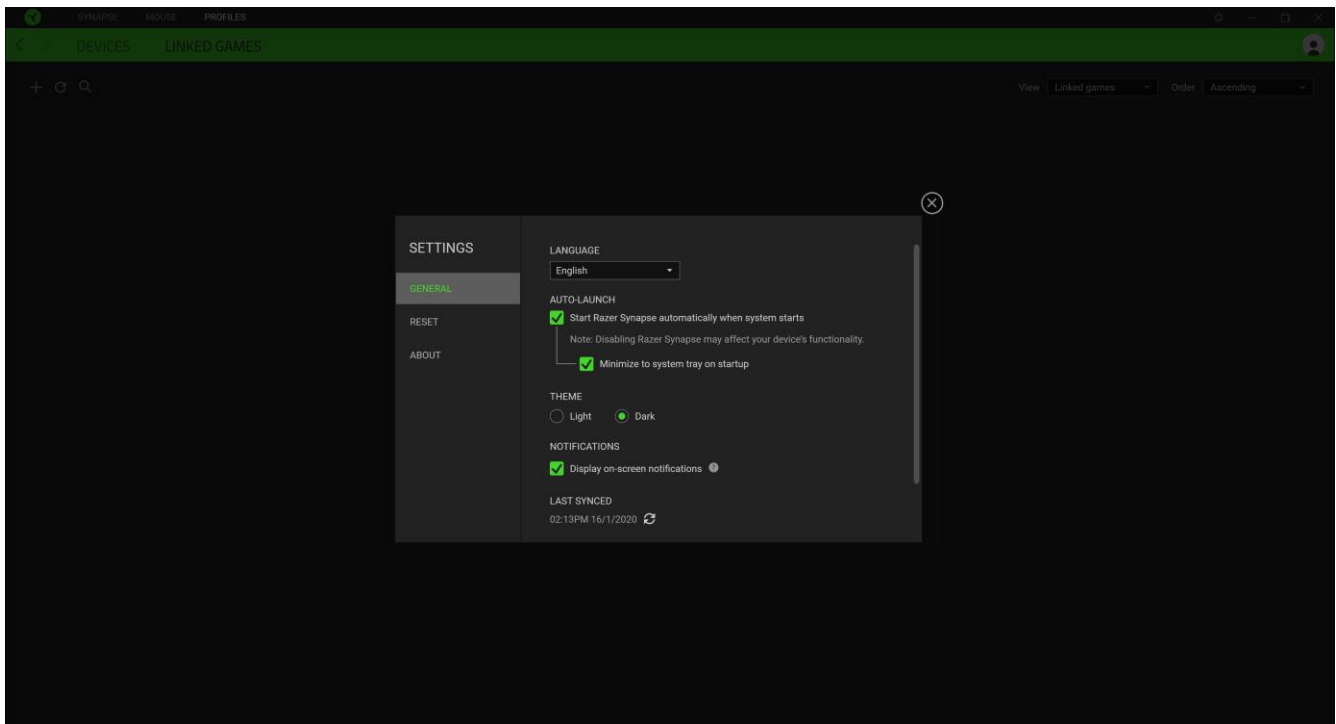 SYNAPSE MOUSE PROFILES
DEVICES LINKED GAMES
View Linked games Order Ascending
SETTINGS
GENERAL
RESET
ABOUT
LANGUAGE
English
AUTO-LAUNCH
Start Razer Synapse automatically when system starts
Note: Disabling Razer Synapse may affect your device's functionality.
Minimize to system tray on startup
THEME
Light Dark
NOTIFICATIONS
Display on-screen notifications ?
LAST SYNCED
02:13PM 16/1/2020